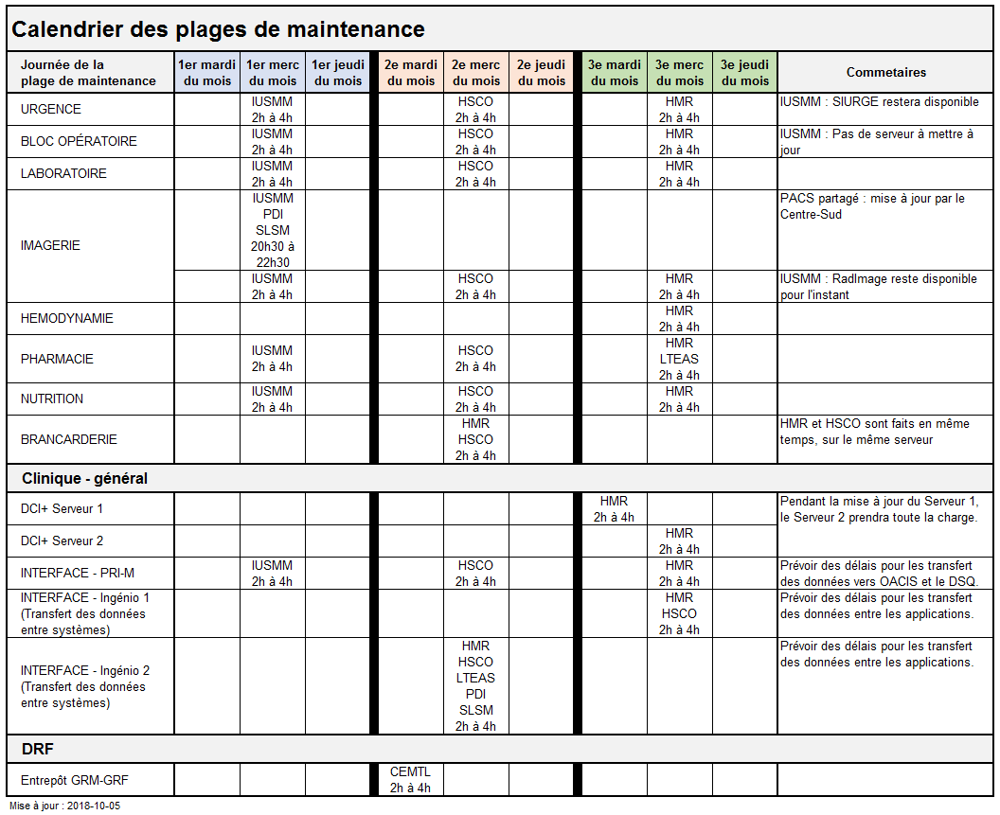 Calendrier des plages de maintenance
Journée de la
plage de maintenance
1er mardi
du mois
1er merc
du mois
1er jeudi
du mois
2e mardi
du mois
2e merc
du mois
2e jeudi
du mois
3e mardi
du mois
3e merc
du mois
3e jeudi
du mois
Commetaires
URGENCE
IUSMM
2h à 4h
HSCO
2h à 4h
HMR
2h à 4h
IUSMM : SIURGE restera disponible
BLOC OPÉRATOIRE
IUSMM
2h à 4h
HSCO
2h à 4h
HMR
2h à 4h
IUSMM : Pas de serveur à mettre à
jour
LABORATOIRE
IUSMM
2h à 4h
HSCO
2h à 4h
HMR
2h à 4h
IMAGERIE
IUSMM
PDI
SLSM
20h30 à
22h30
PACS partagé : mise à jour par le
Centre-Sud
IUSMM
2h à 4h
HSCO
2h à 4h
HMR
2h à 4h
IUSMM : RadImage reste disponible
pour l'instant
HEMODYNAMIE
HMR
2h à 4h
PHARMACIE
IUSMM
2h à 4h
HSCO
2h à 4h
HMR
LTEAS
2h à 4h
NUTRITION
IUSMM
2h à 4h
HSCO
2h à 4h
HMR
2h à 4h
BRANCARDERIE
HMR
HSCO
2h à 4h
HMR et HSCO sont faits en même
temps, sur le même serveur
Clinique - général
DCI+ Serveur 1
HMR
2h à 4h
Pendant la mise à jour du Serveur 1,
le Serveur 2 prendra toute la charge.
DCI+ Serveur 2
HMR
2h à 4h
INTERFACE - PRI-M
IUSMM
2h à 4h
HSCO
2h à 4h
HMR
2h à 4h
Prévoir des délais pour les transfert
des données vers OACIS et le DSQ.
INTERFACE - Ingénio 1
(Transfert des données
entre systèmes)
HMR
HSCO
2h à 4h
Prévoir des délais pour les transfert
des données entre les applications.
INTERFACE - Ingénio 2
(Transfert des données
entre systèmes)
HMR
HSCO
LTEAS
PDI
SLSM
2h à 4h
Prévoir des délais pour les transfert
des données entre les applications.
DRF
Entrepôt GRM-GRF
CEMTL
2h à 4h
Mise à jour : 2018-10-05